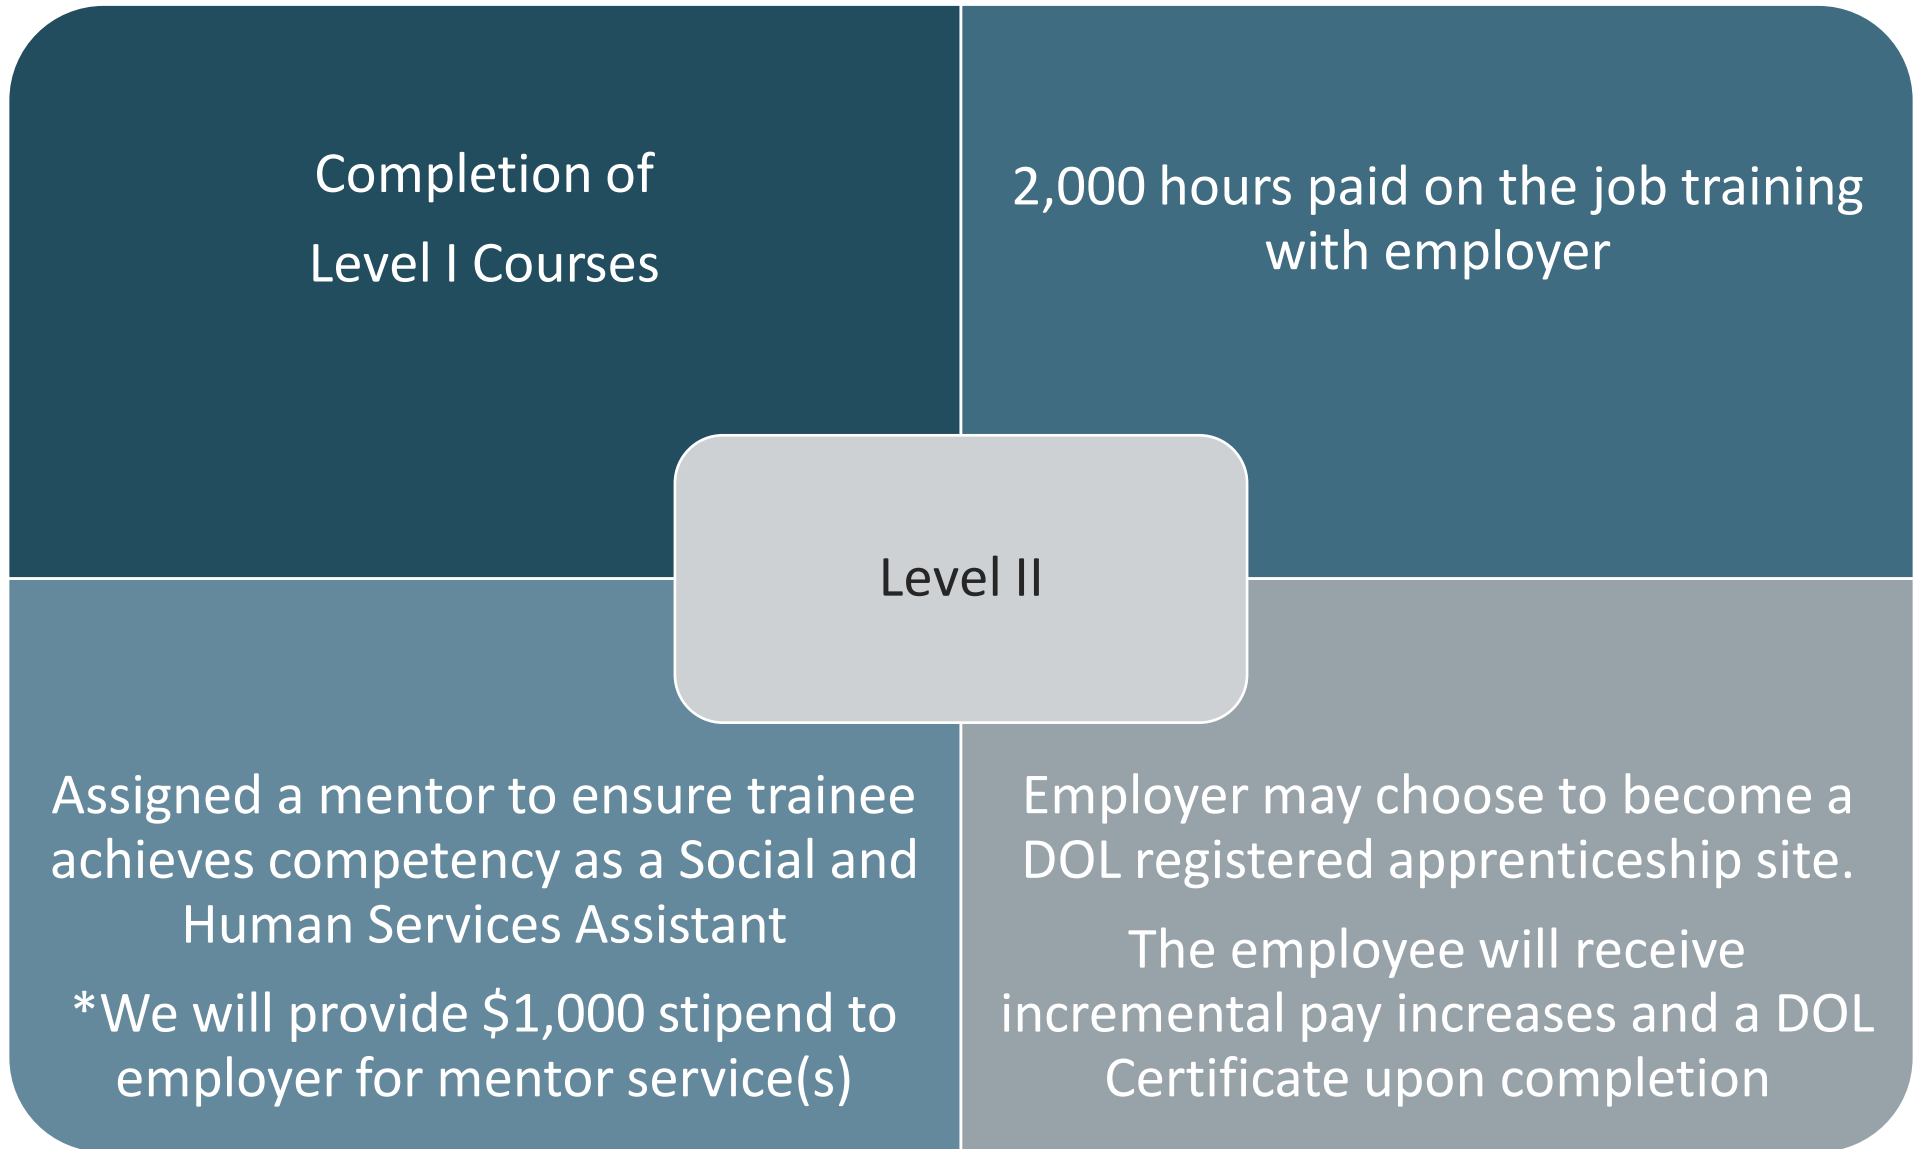 Completion of
Level I Courses
2,000 hours paid on the job training
with employer
Level II
Assigned a mentor to ensure trainee
achieves competency as a Social and
Human Services Assistant
*We will provide $1,000 stipend to
employer for mentor service(s)
Employer may choose to become a
DOL registered apprenticeship site.
The employee will receive
incremental pay increases and a DOL
Certificate upon completion